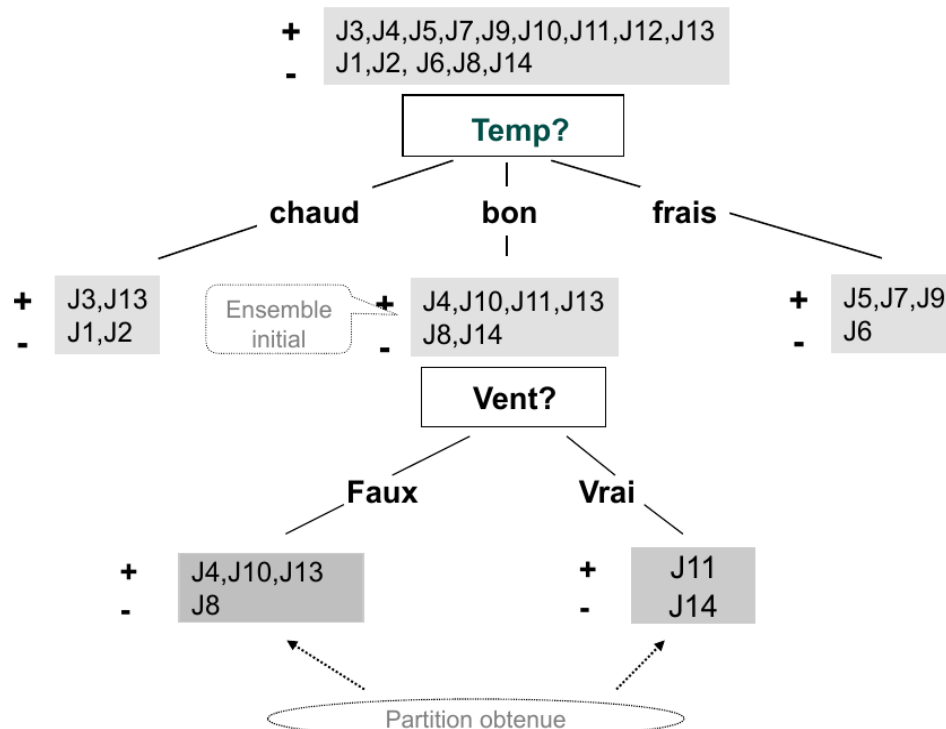 + J3,J4,J5,J7,J9,J10,J11,J12,J13
- J1,J2, J6,J8,J14
Temp?
chaud bon frais
+ J3,J13
- J1,J2
Ensemble
initial
+ J4,J10,J11,J13
- J8,J14
+ J5,J7,J9
- J6
Vent?
Faux Vrai
+ J4,J10,J13
- J8
+ J11
- J14
Partition obtenue